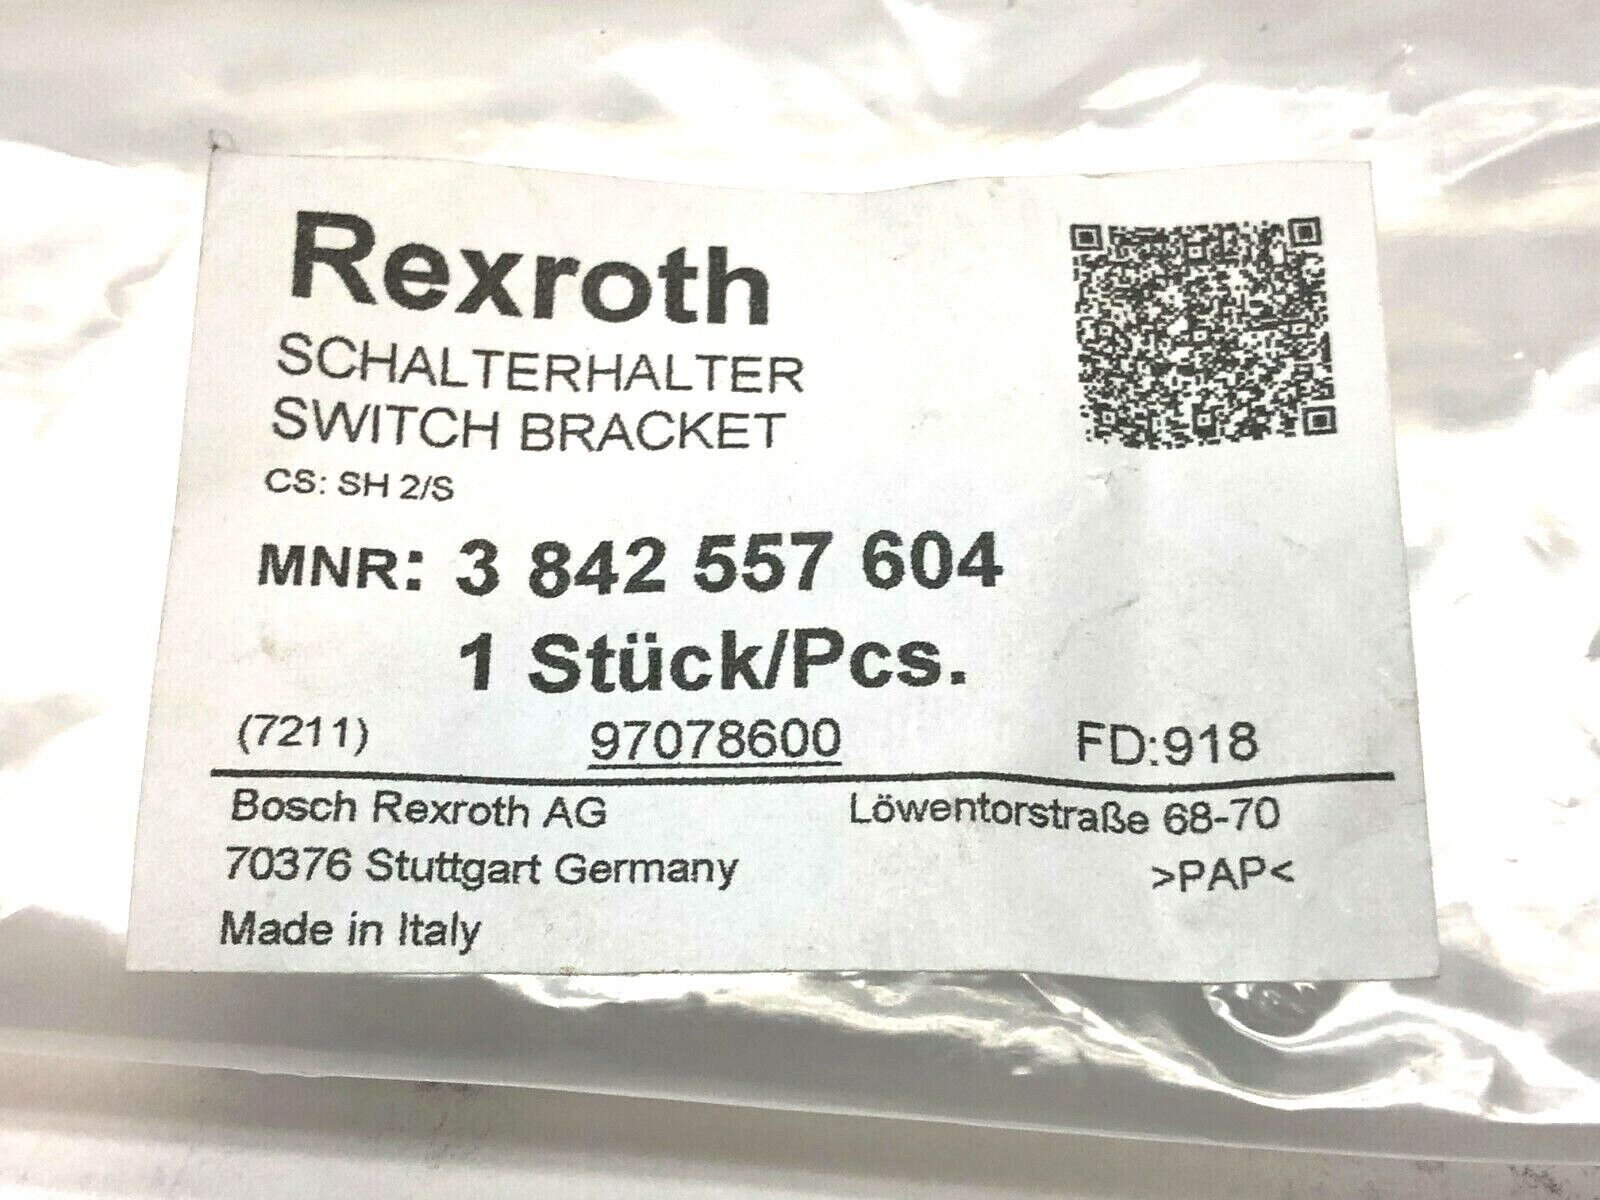 Rexroth
SCHALTERHALTER
SWITCH BRACKET
CS: SH 2/S
MNR: 3 842 557 604
1 Stück/Pcs.
(7211) 97078600 FD:918
Bosch Rexroth AG Löwentorstraße 68-70
70376 Stuttgart Germany >PAP<
Made in Italy